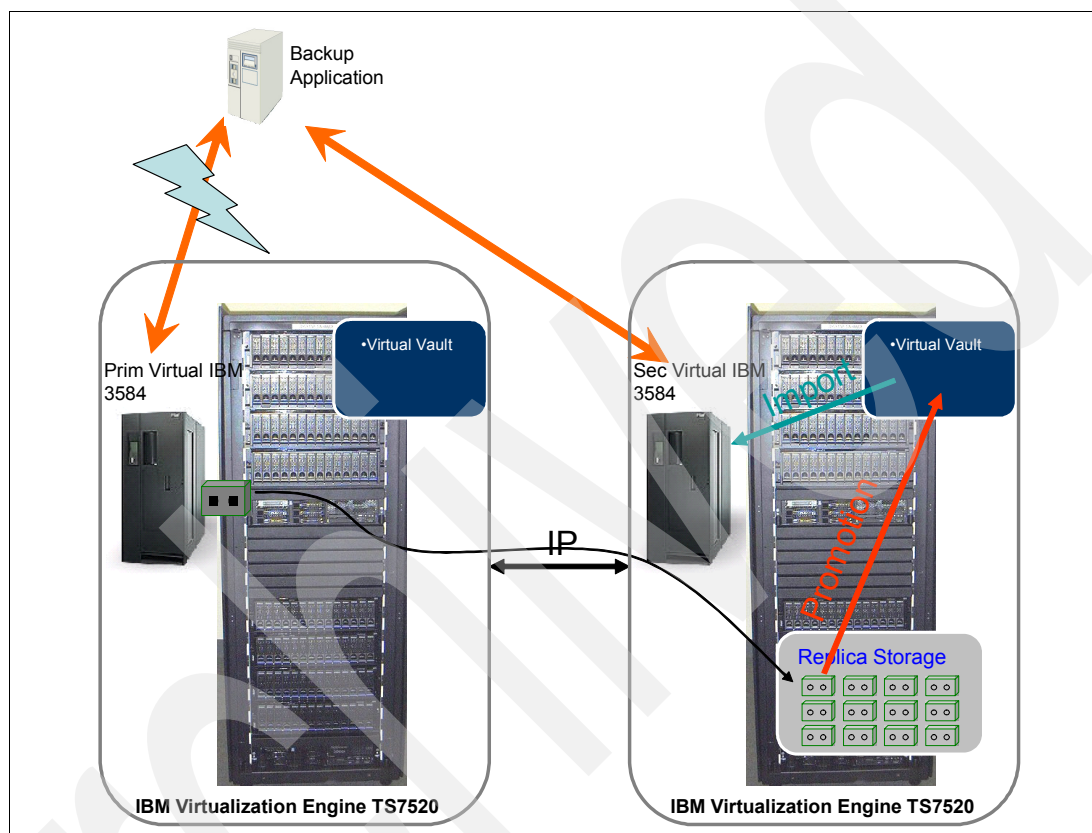 Backup
Application
•Virtual Vault
Prim Virtual IBM
3584
•Virtual Vault
Sec Virtual IBM
3584
Import
IP
Promotion
Replica Storage
IBM Virtualization Engine TS7520
IBM Virtualization Engine TS7520